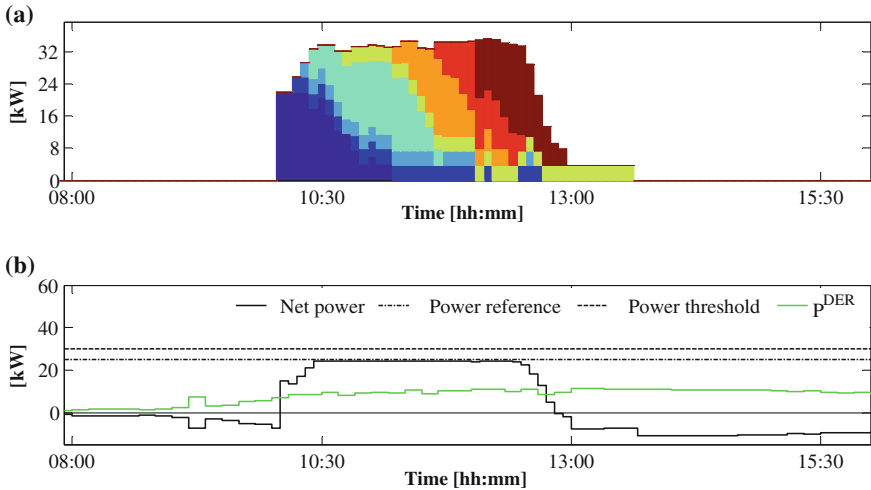 (a)
[kW]
32
24
16
8
0
08:00 10:30 13:00 15:30
Time [hh:mm]
(b)
[kW]
60
40
20
0
Net power Power reference Power threshold P^DER
08:00 10:30 13:00 15:30
Time [hh:mm]